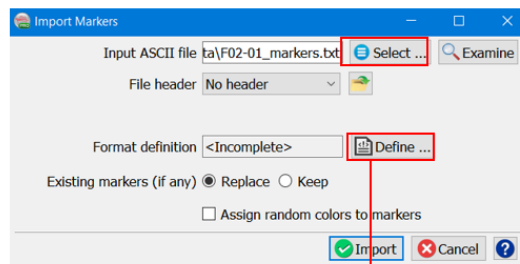 Import Markers
Input ASCII file ta\F02-01_markers.txt Select ... Examine
File header No header
Format definition <Incomplete> Define ...
Existing markers (if any) Replace Keep
Assign random colors to markers
Import Cancel ?